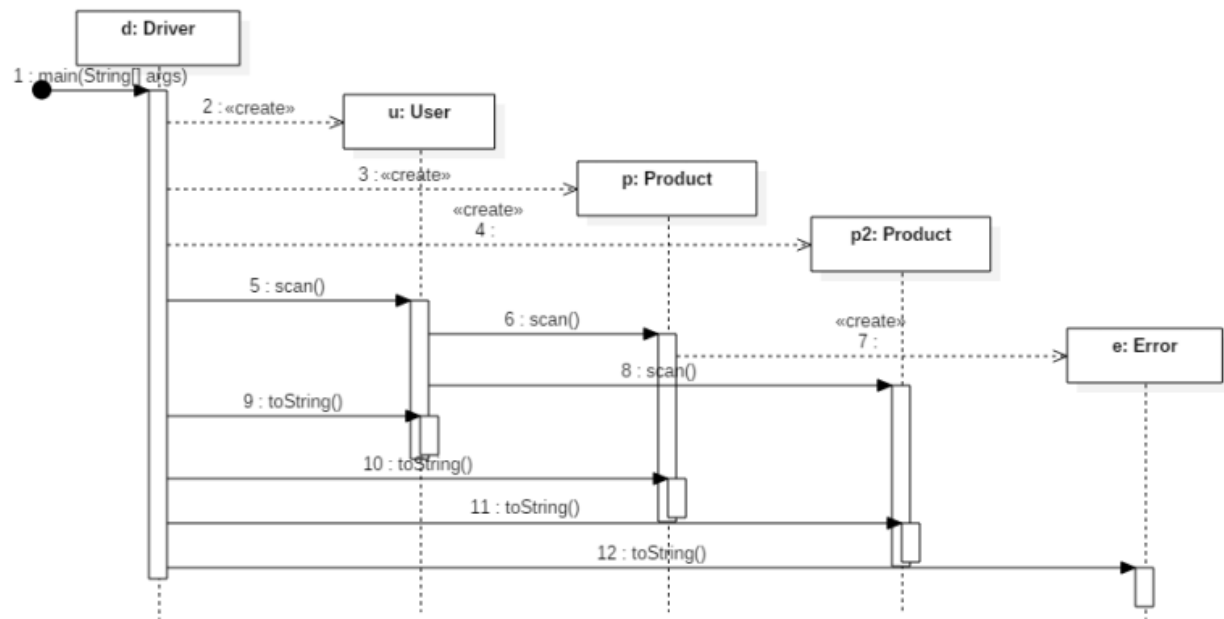 d: Driver
1 : main(String[] args)
2 : «create»
u: User
3 : «create»
p: Product
«create»
4 :
p2: Product
5 : scan()
6 : scan()
«create»
7 :
e: Error
8 : scan()
9 : toString()
10 : toString()
11 : toString()
12 : toString()